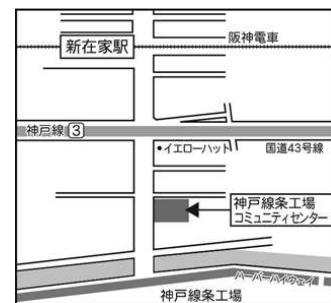 阪神電車
新在家駅
神戸線 3
•イエローハット
国道43号線
神戸線条工場
コミュニティセンター
ハーバーハイウェイ
神戸線条工場